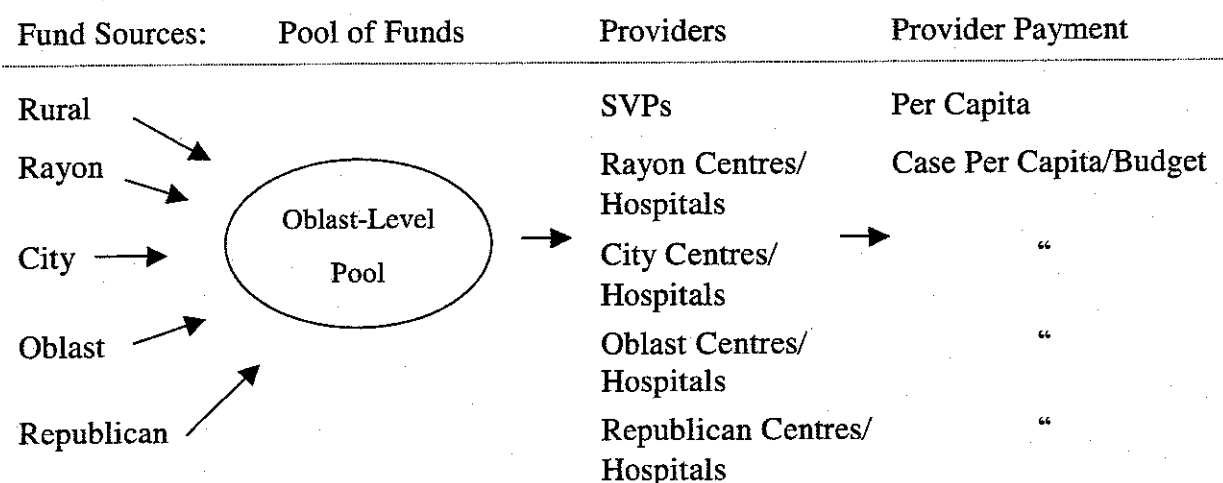 Fund Sources: Pool of Funds Providers Provider Payment
Rural SVPs Per Capita
Rayon Rayon Centres/ Case Per Capita/Budget
Hospitals
Oblast-Level
City City Centres/ “
Pool
Hospitals
Oblast Oblast Centres/ “
Hospitals
Republican Republican Centres/ “
Hospitals